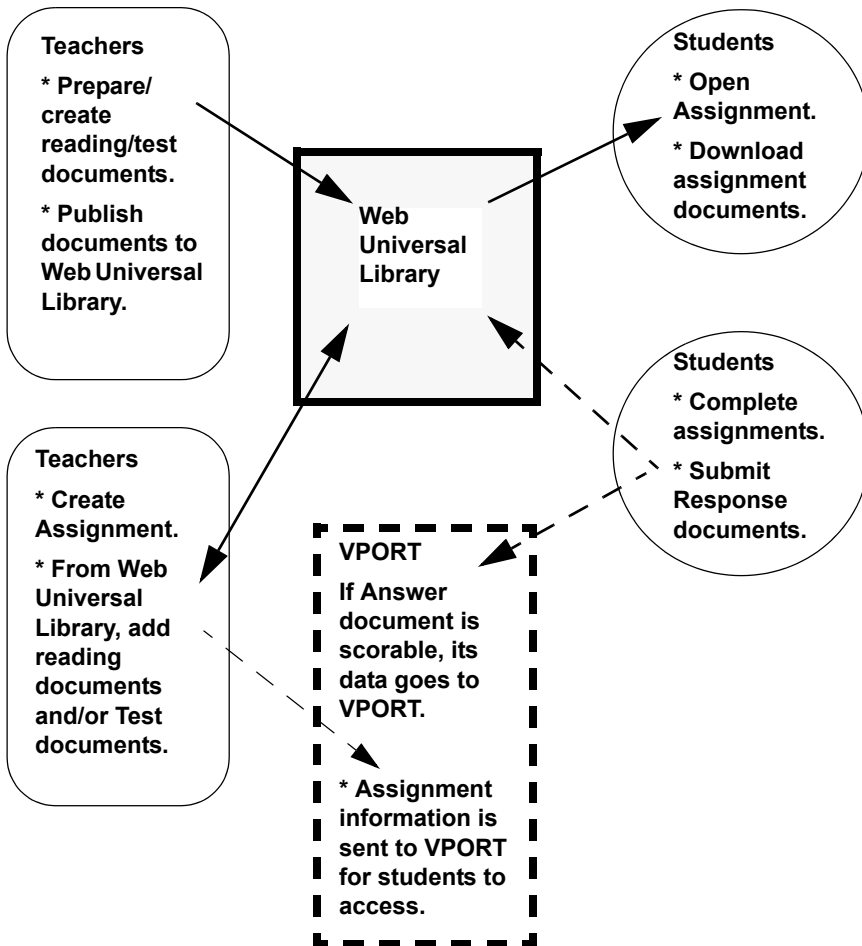 Teachers
* Prepare/
create
reading/test
documents.
* Publish
documents to
Web Universal
Library.
Web
Universal
Library
Students
* Open
Assignment.
* Download
assignment
documents.
Teachers
* Create
Assignment.
* From Web
Universal
Library, add
reading
documents
and/or Test
documents.
VPORT
If Answer
document is
scorable, its
data goes to
VPORT.
* Assignment
information is
sent to VPORT
for students to
access.
Students
* Complete
assignments.
* Submit
Response
documents.